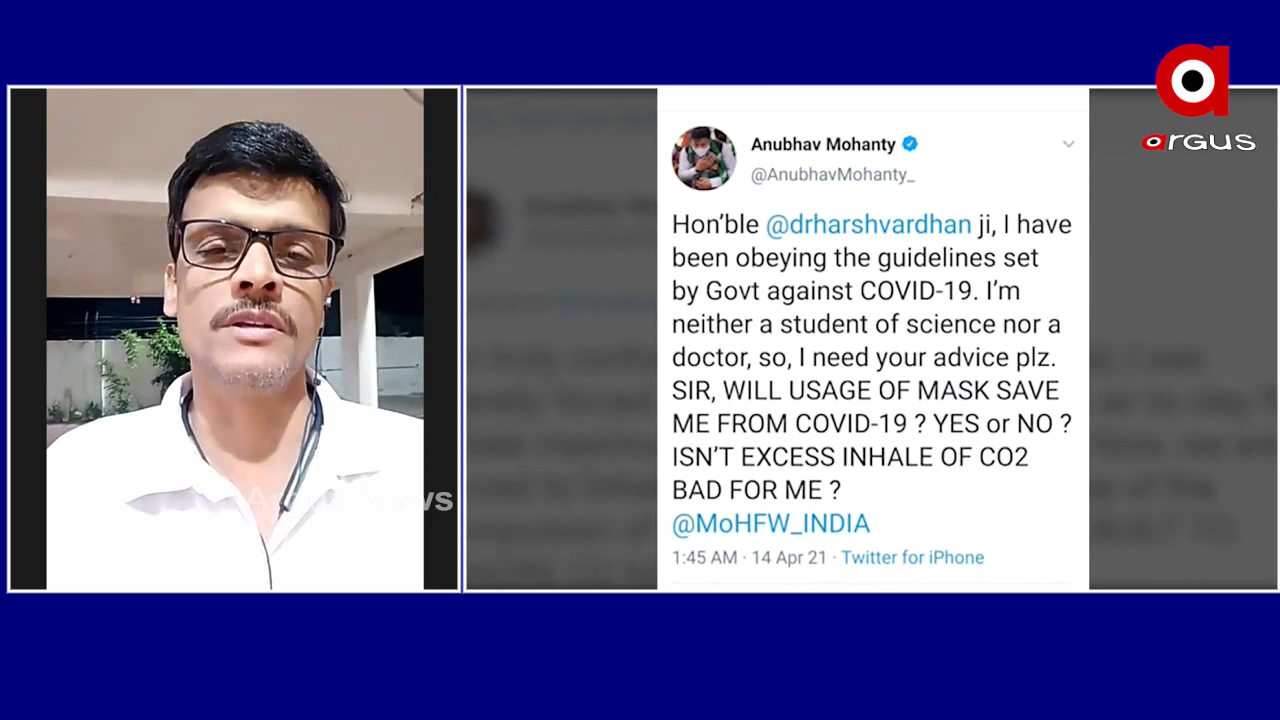 argus
Anubhav Mohanty
@AnubhavMohanty_
Hon’ble @drharshvardhan ji, I have
been obeying the guidelines set
by Govt against COVID-19. I’m
neither a student of science nor a
doctor, so, I need your advice plz.
SIR, WILL USAGE OF MASK SAVE
ME FROM COVID-19 ? YES or NO ?
ISN’T EXCESS INHALE OF CO2
BAD FOR ME ?
@MoHFW_INDIA
1:45 AM · 14 Apr 21 · Twitter for iPhone
Argus News